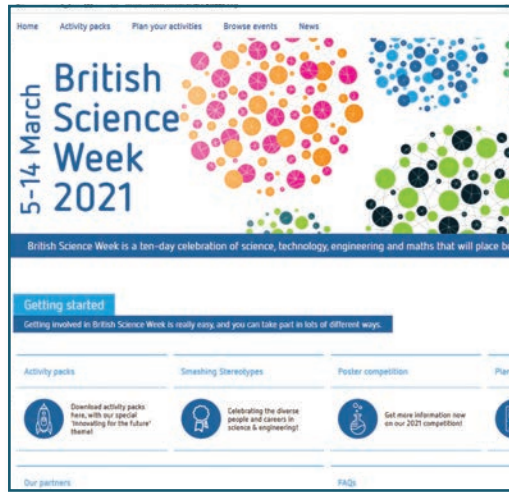 Home Activity packs Plan your activities Browse events News
5-14 March
British
Science
Week
2021
British Science Week is a ten-day celebration of science, technology, engineering and maths that will place
Getting started
Getting involved in British Science Week is really easy, and you can take part in lots of different ways.
Activity packs
Download activity packs
here, with our special
'Innovating for the future'
theme!
Smashing Stereotypes
Celebrating the diverse
people and careers in
science & engineering!
Poster competition
Get more information now
on our 2021 competition!
Our partners
FAQs